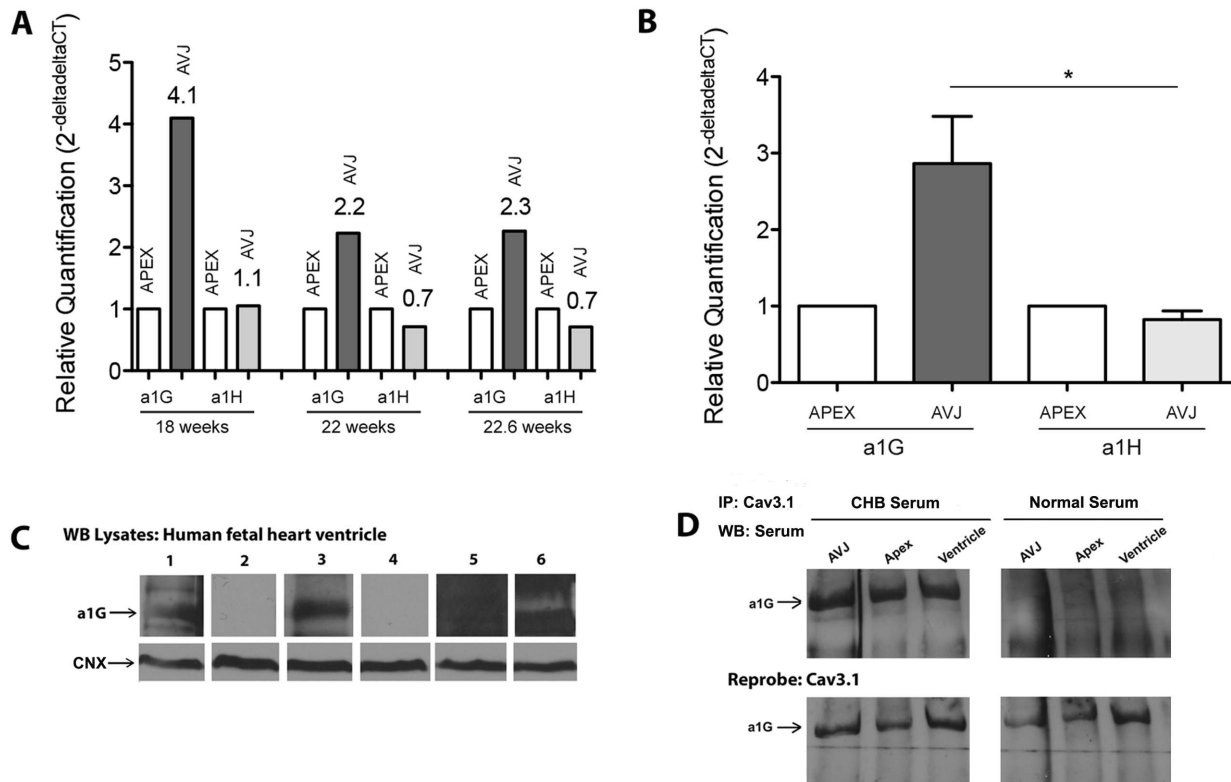 A
Relative Quantification (2-deltadeltaCT)
5
4
3
2
1
0
APEX
AVJ
4.1
APEX
AVJ
1.1
APEX
AVJ
2.2
APEX
AVJ
0.7
APEX
AVJ
2.3
APEX
AVJ
0.7
a1G a1H a1G a1H a1G a1H
18 weeks 22 weeks 22.6 weeks
B
Relative Quantification (2-deltadeltaCT)
4
3
2
1
0
*
APEX AVJ APEX AVJ
a1G a1H
C
WB Lysates: Human fetal heart ventricle
1 2 3 4 5 6
a1G
CNX
D
IP: Cav3.1 CHB Serum Normal Serum
WB: Serum
AVJ Apex Ventricle AVJ Apex Ventricle
a1G
Reprobe: Cav3.1
a1G